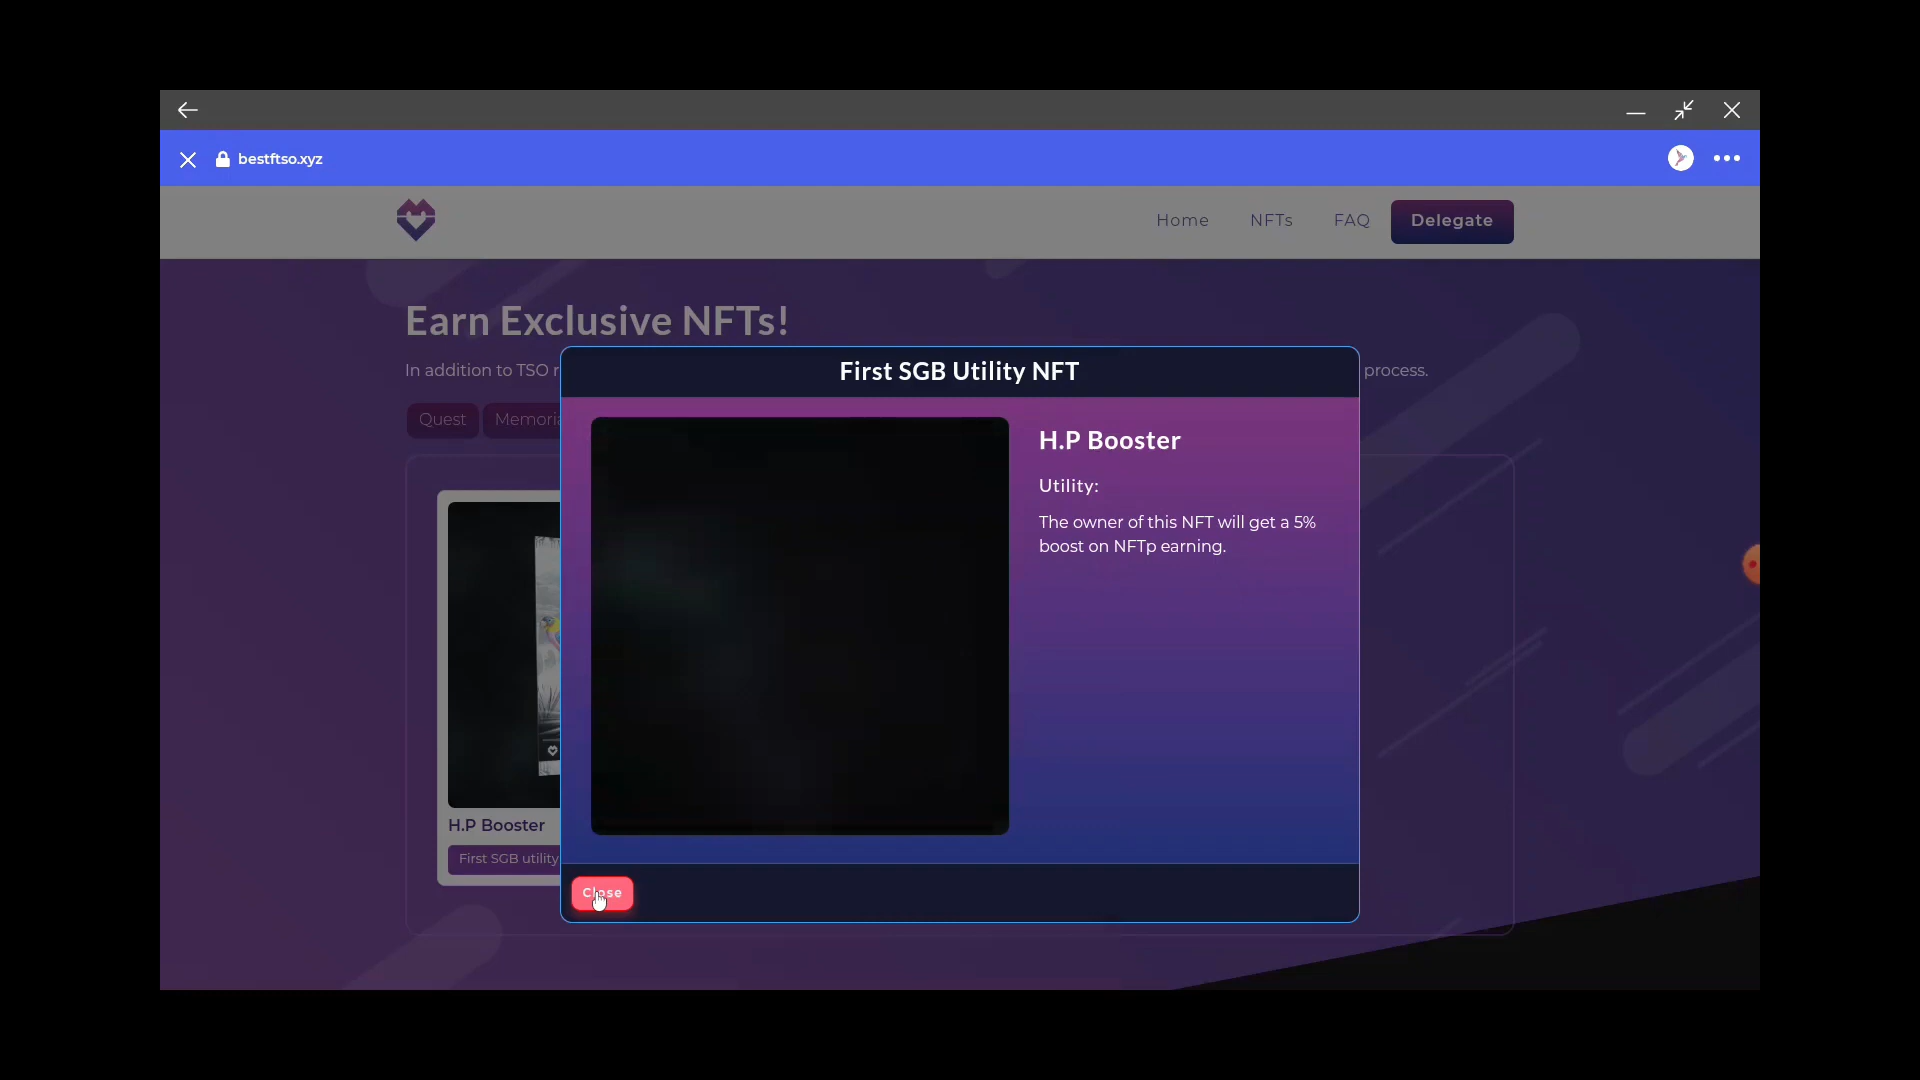 bestftso.xyz
Home NFTs FAQ Delegate
Earn Exclusive NFTs!
In addition to TSO process.
Quest
First SGB Utility NFT
H.P Booster
Utility:
The owner of this NFT will get a 5%
boost on NFTp earning.
H.P Booster
First SGB utility
Close